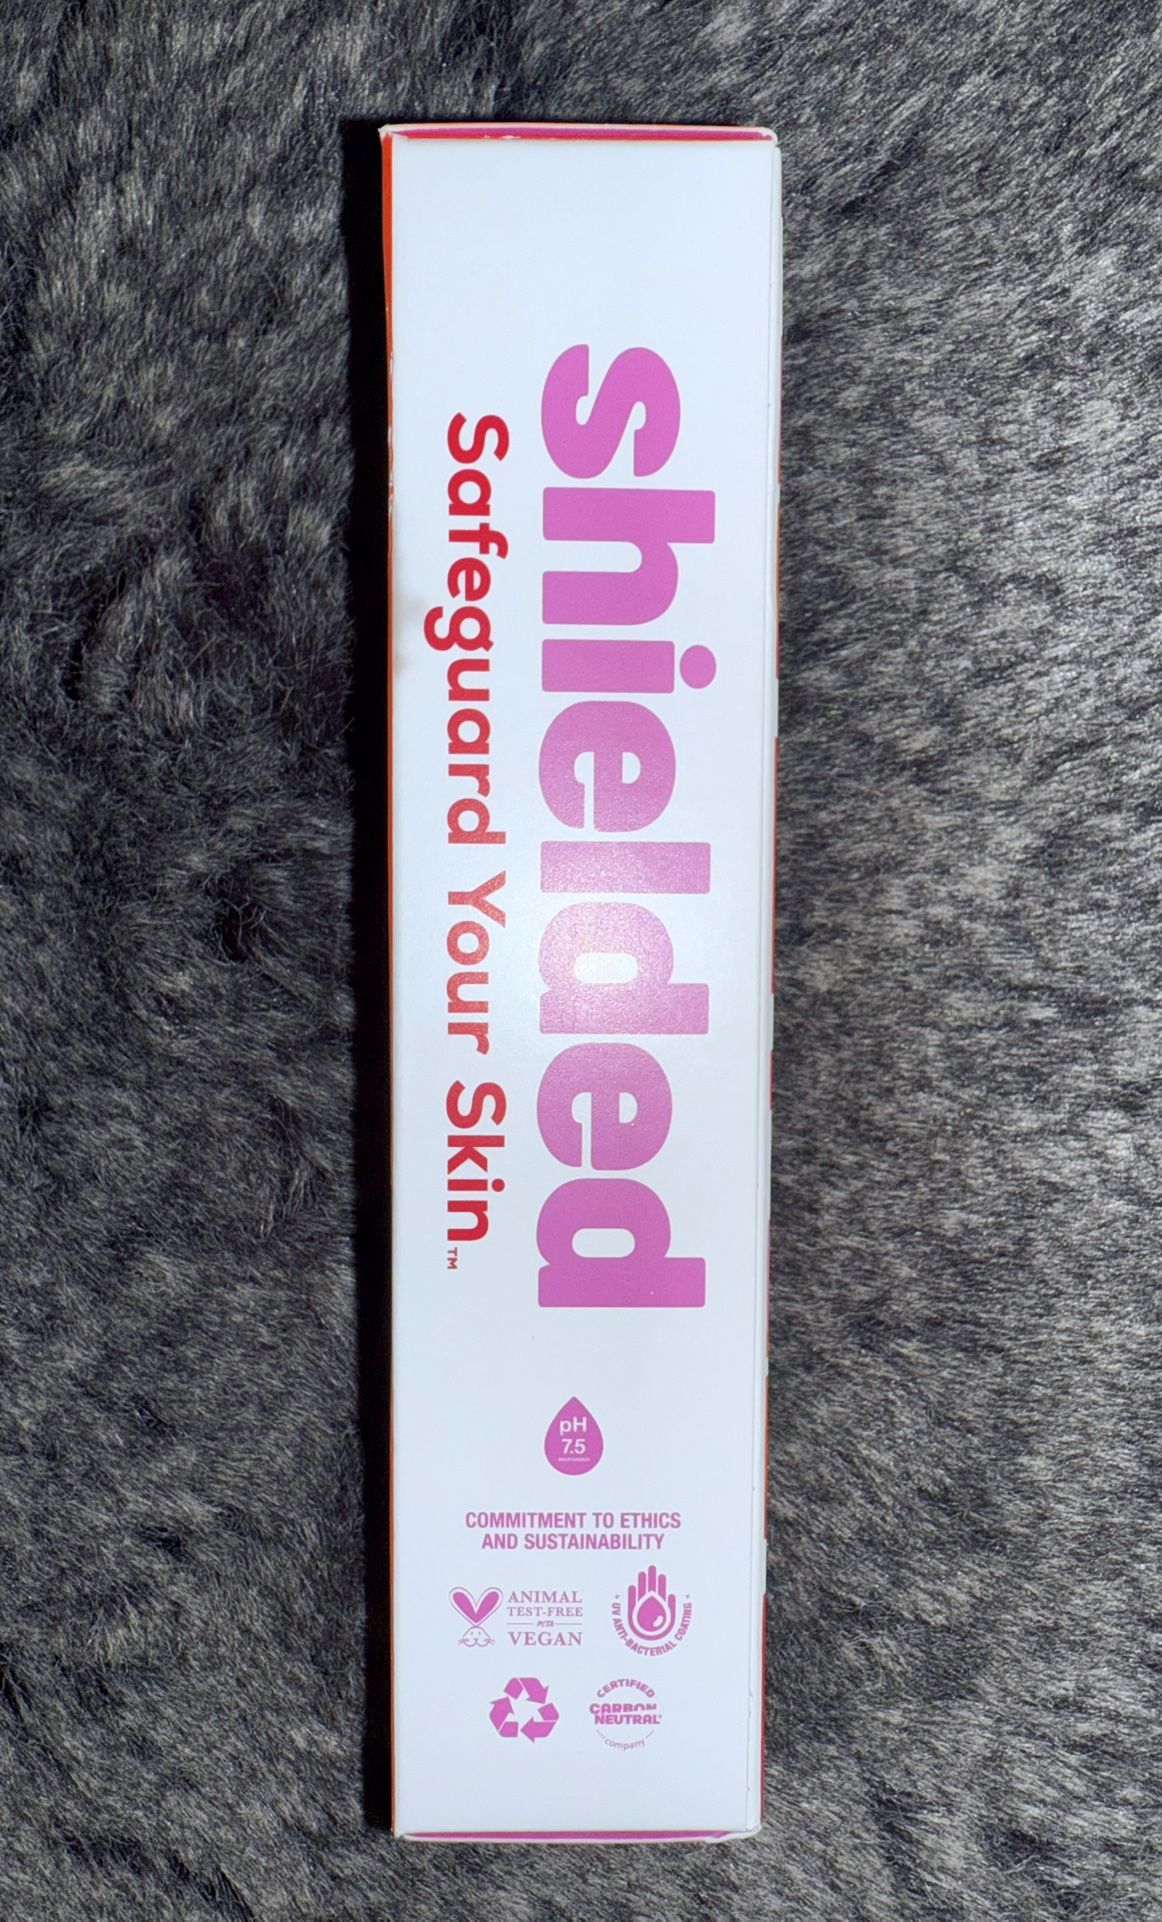 shielded
Safeguard Your Skin™
pH
7.5
COMMITMENT TO ETHICS
AND SUSTAINABILITY
ANIMAL
TEST-FREE
PETA
VEGAN
+ UV ANTI-BACTERIAL COATING +
CERTIFIED
CARBON
NEUTRAL®
company